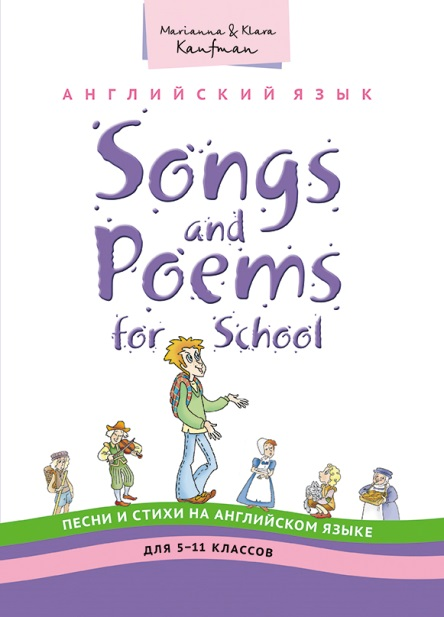 Marianna & Klara
Kaufman
АНГЛИЙСКИЙ ЯЗЫК
Songs
and
Poems
for School
ПЕСНИ И СТИХИ НА АНГЛИЙСКОМ ЯЗЫКЕ
ДЛЯ 5–11 КЛАССОВ